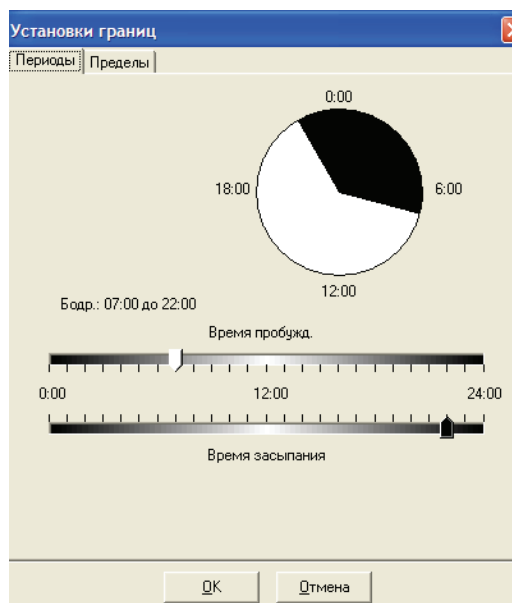 Установки границ
Периоды Пределы
0:00
18:00 6:00
12:00
Бодр.: 07:00 до 22:00
Время пробужд.
0:00 12:00 24:00
Время засыпания
OK Отмена